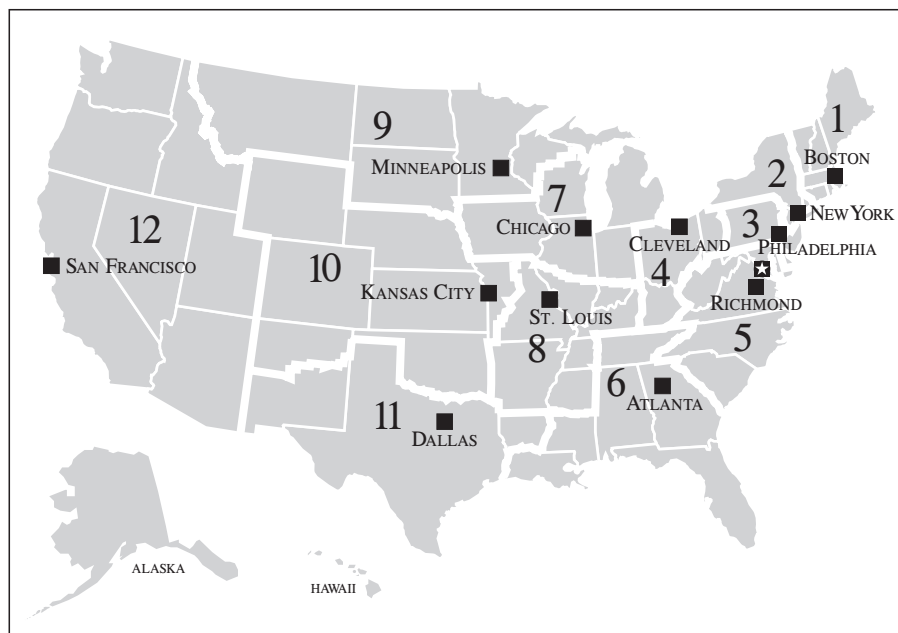 1
9
BOSTON
MINNEAPOLIS
2
7
NEW YORK
3
CHICAGO
12
CLEVELAND
PHILADELPHIA
SAN FRANCISCO
10
4
KANSAS CITY
RICHMOND
ST. LOUIS
5
8
6
ATLANTA
11
DALLAS
ALASKA
HAWAII